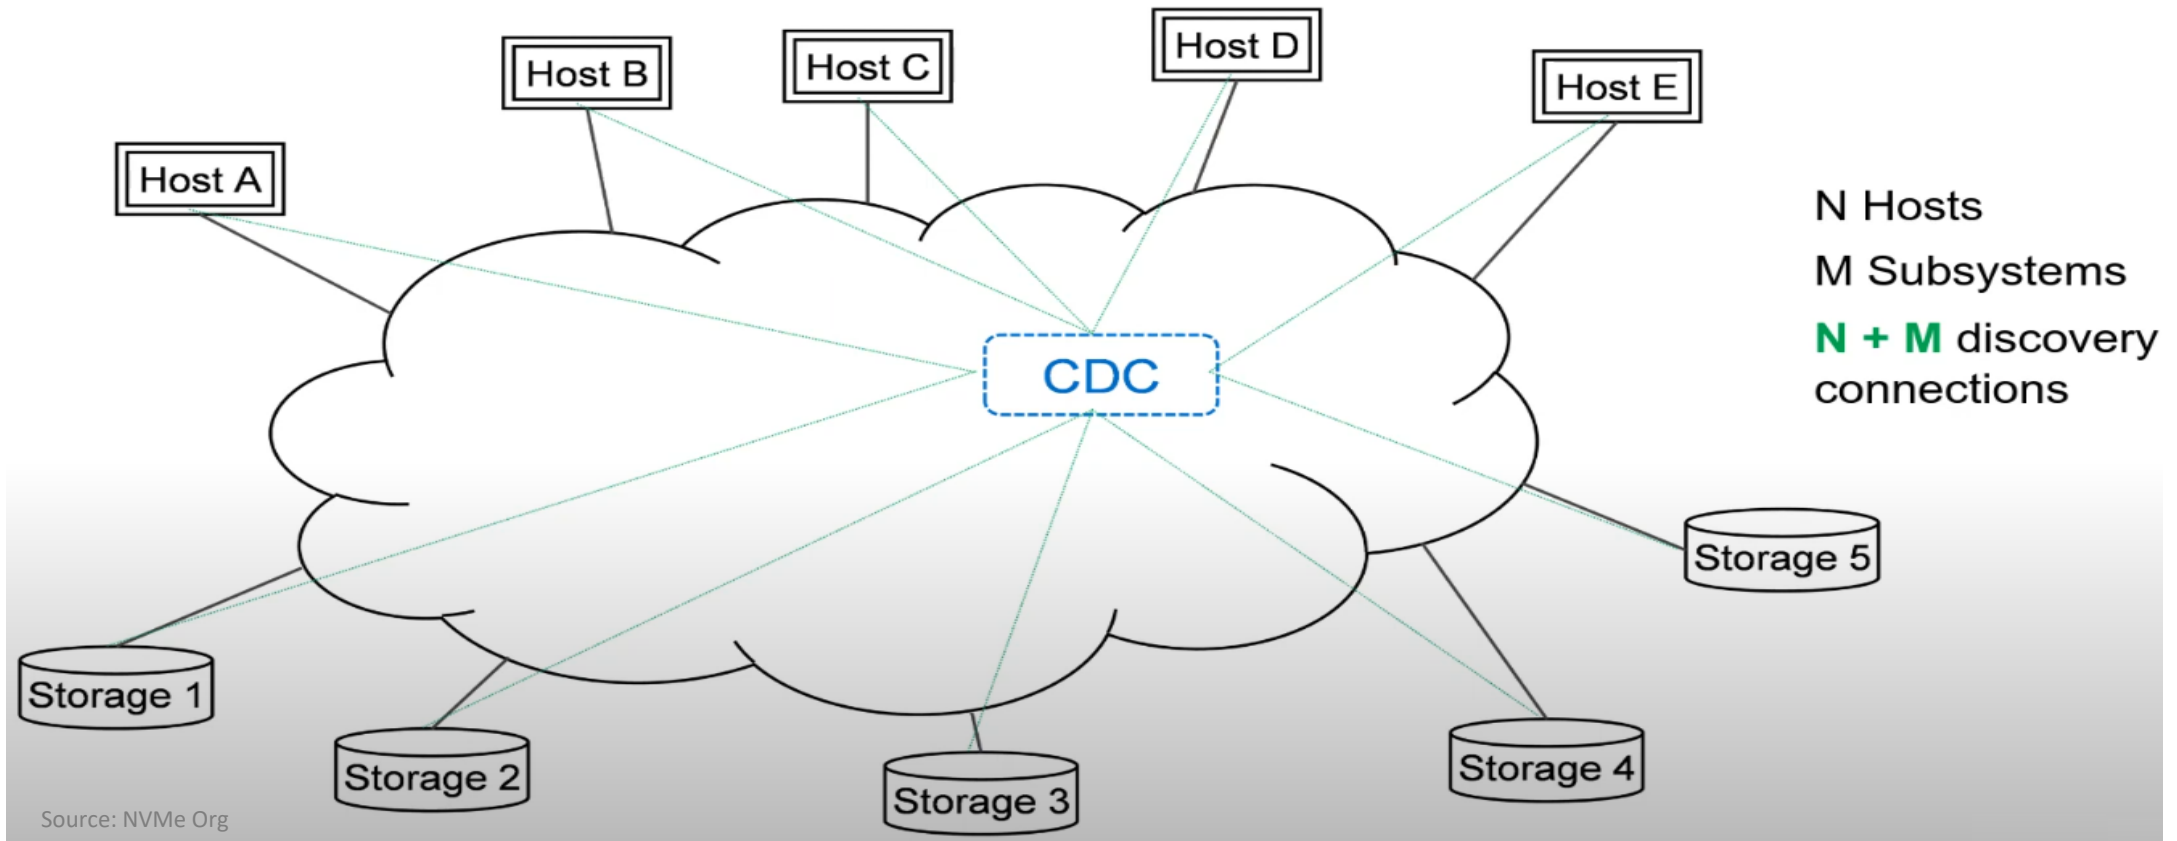 Host A
Host B
Host C
Host D
Host E
N Hosts
M Subsystems
N + M discovery
connections
CDC
Storage 1
Storage 2
Storage 3
Storage 4
Storage 5
Source: NVMe Org